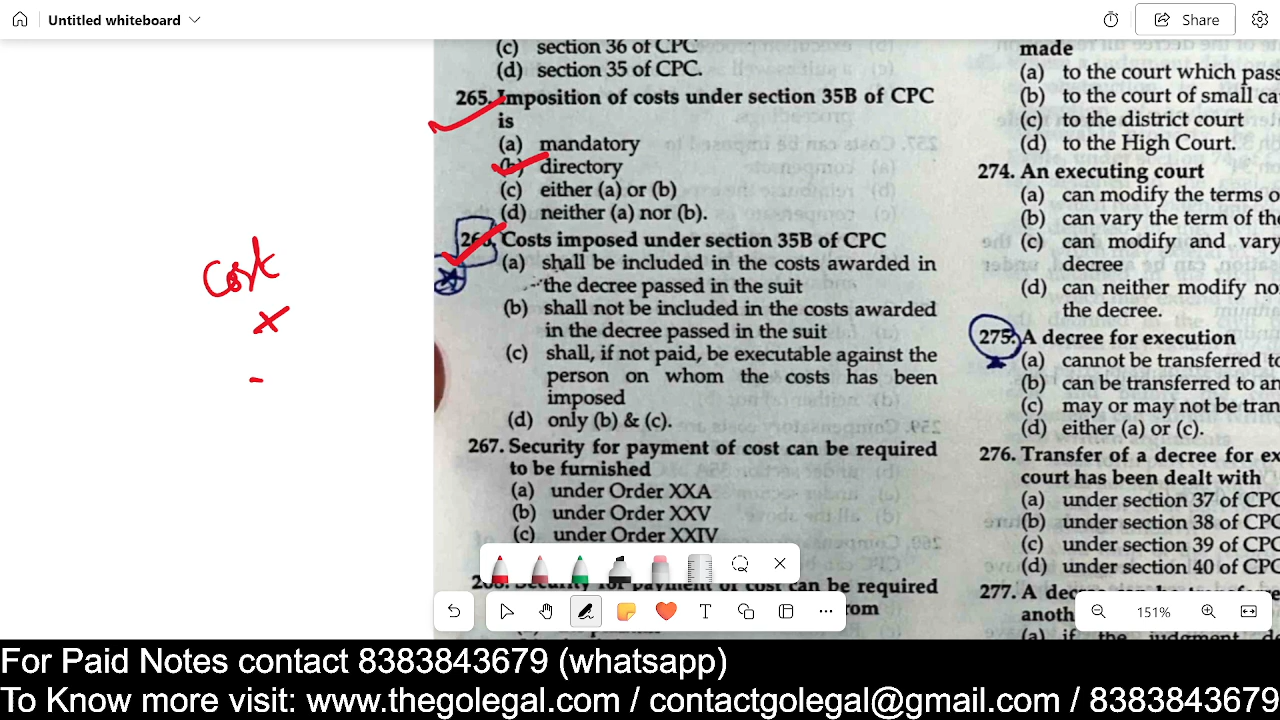 Untitled whiteboard
Share
(c) section 36 of CPC
(d) section 35 of CPC.
265. Imposition of costs under section 35B of CPC
is
(a) mandatory
(b) directory
(c) either (a) or (b)
(d) neither (a) nor (b).
266. Costs imposed under section 35B of CPC
(a) shall be included in the costs awarded in
the decree passed in the suit
(b) shall not be included in the costs awarded
in the decree passed in the suit
(c) shall, if not paid, be executable against the
person on whom the costs has been
imposed
(d) only (b) & (c).
267. Security for payment of cost can be required
to be furnished
(a) under Order XXA
(b) under Order XXV
(c) under Order XXIV
can be required
from
made
(a) to the court which pass
(b) to the court of small ca
(c) to the district court
(d) to the High Court.
274. An executing court
(a) can modify the terms o
(b) can vary the term of the
(c) can modify and vary
decree
(d) can neither modify no
the decree.
275. A decree for execution
(a) cannot be transferred to
(b) can be transferred to an
(c) may or may not be tran
(d) either (a) or (c).
276. Transfer of a decree for ex
court has been dealt with
(a) under section 37 of CPC
(b) under section 38 of CPC
(c) under section 39 of CPC
(d) under section 40 of CPC
277. A
anoth
Cost
151%
For Paid Notes contact 8383843679 (whatsapp)
To Know more visit: www.thegolegal.com / contactgolegal@gmail.com / 8383843679